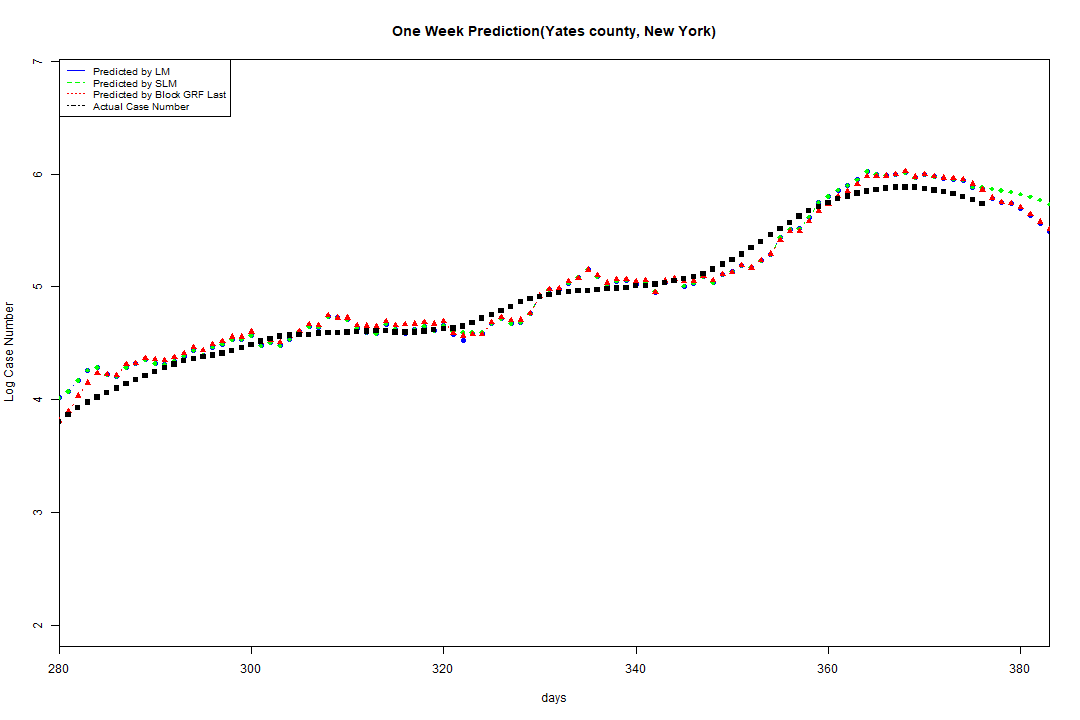 One Week Prediction(Yates county, New York)
Predicted by LM
Predicted by SLM
Predicted by Block GRF Last
Actual Case Number
Log Case Number
7
6
5
4
3
2
280 300 320 340 360 380
days